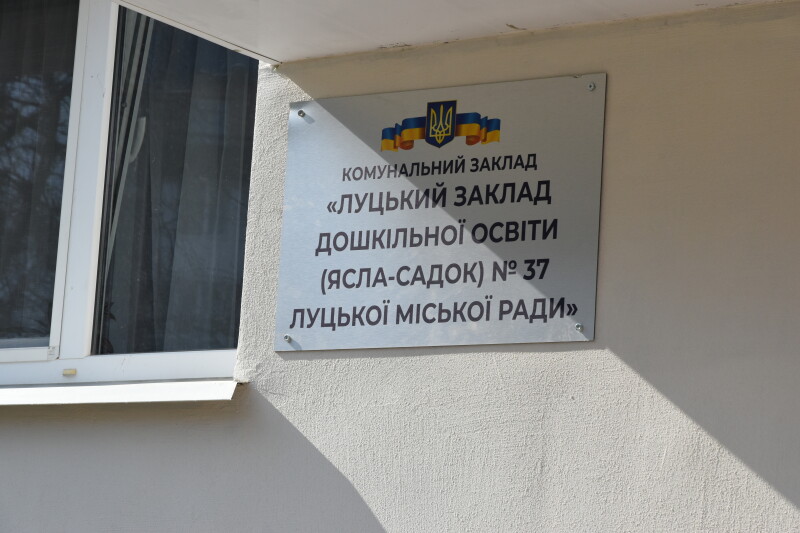 КОМУНАЛЬНИЙ ЗАКЛАД
«ЛУЦЬКИЙ ЗАКЛАД
ДОШКІЛЬНОЇ ОСВІТИ
(ЯСЛА-САДОК) № 37
ЛУЦЬКОЇ МІСЬКОЇ РАДИ»